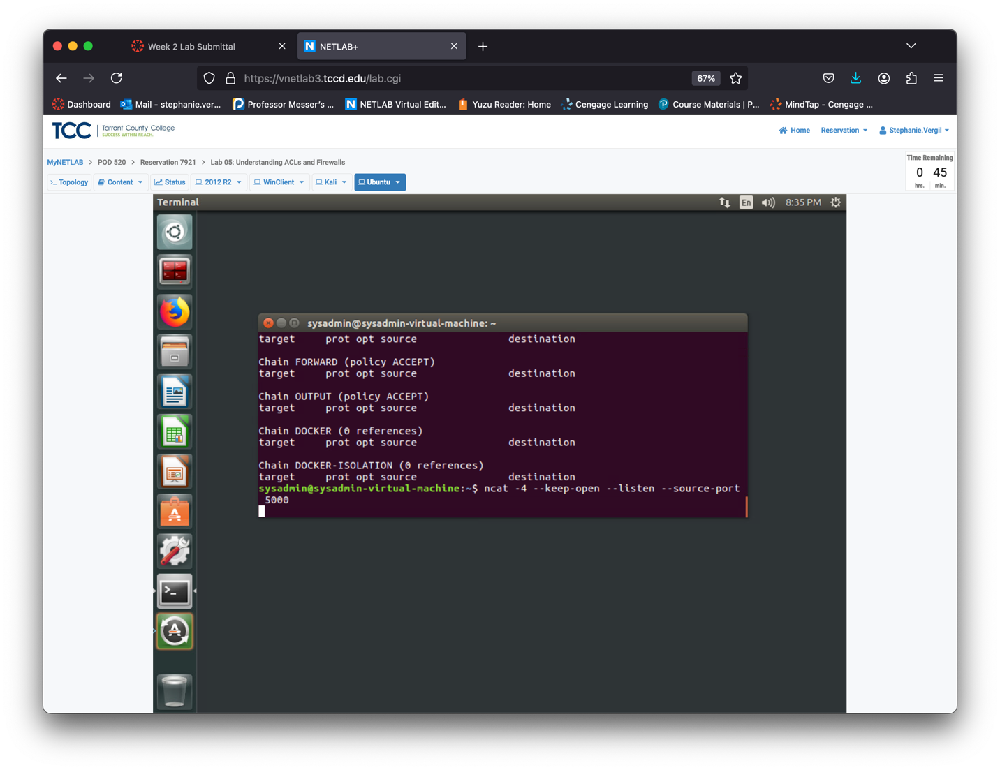 Week 2 Lab Submittal
NETLAB+
https://vnetlab3.tccd.edu/lab.cgi
67%
Dashboard
Mail - stephanie.ver...
Professor Messer's ...
NETLAB Virtual Edit...
Yuzu Reader: Home
Cengage Learning
Course Materials | P...
MindTap - Cengage ...
TCC
Tarrant County College
SUCCESS WITHIN REACH.
Home
Reservation
Stephanie.Vergil
MyNETLAB > POD 520 > Reservation 7921 > Lab 05: Understanding ACLs and Firewalls
Time Remaining
0 45
hrs. min.
>_ Topology
Content
Status
2012 R2
WinClient
Kali
Ubuntu
Terminal
En
8:35 PM
sysadmin@sysadmin-virtual-machine: ~
target     prot opt source               destination
Chain FORWARD (policy ACCEPT)
target     prot opt source               destination
Chain OUTPUT (policy ACCEPT)
target     prot opt source               destination
Chain DOCKER (0 references)
target     prot opt source               destination
Chain DOCKER-ISOLATION (0 references)
target     prot opt source               destination
sysadmin@sysadmin-virtual-machine:~$ ncat -4 --keep-open --listen --source-port
5000